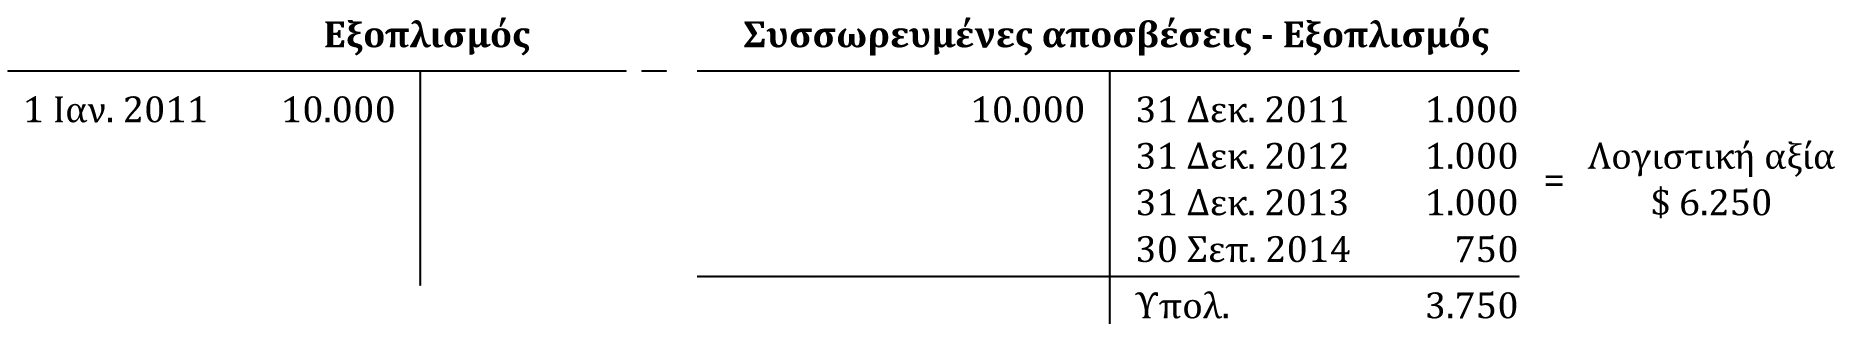 Εξοπλισμός – Συσσωρευμένες αποσβέσεις - Εξοπλισμός
1 Ιαν. 2011 10.000 10.000 31 Δεκ. 2011 1.000
31 Δεκ. 2012 1.000
31 Δεκ. 2013 1.000
30 Σεπ. 2014 750
Υπολ. 3.750
= Λογιστική αξία
$ 6.250